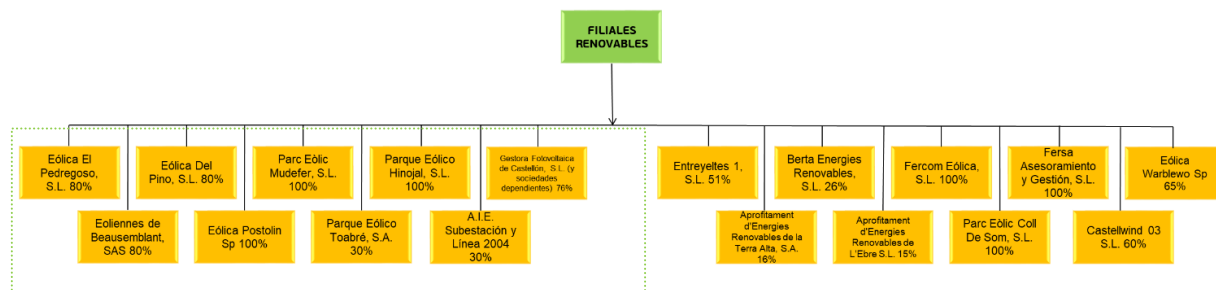 FILIALES
RENOVABLES
Eólica El
Pedregoso,
S.L. 80%
Eólica Del
Pino, S.L. 80%
Parc Eòlic
Mudefer, S.L.
100%
Parque Eólico
Hinojal, S.L.
100%
Gestora Fotovoltaica
de Castellón, S.L. (y
sociedades
dependientes) 76%
Entreyeltes 1,
S.L. 51%
Berta Energies
Renovables,
S.L. 26%
Fercom Eólica,
S.L. 100%
Fersa
Asesoramiento
y Gestión, S.L.
100%
Eólica
Warblewo Sp
65%
Eoliennes de
Beausemblant,
SAS 80%
Eólica Postolin
Sp 100%
Parque Eólico
Toabré, S.A.
30%
A.I.E.
Subestación y
Línea 2004
30%
Aprofitament
d'Energies
Renovables de la
Terra Alta, S.A.
16%
Aprofitament
d'Energies
Renovables de
L'Ebre S.L. 15%
Parc Eòlic Coll
De Som, S.L.
100%
Castellwind 03
S.L. 60%